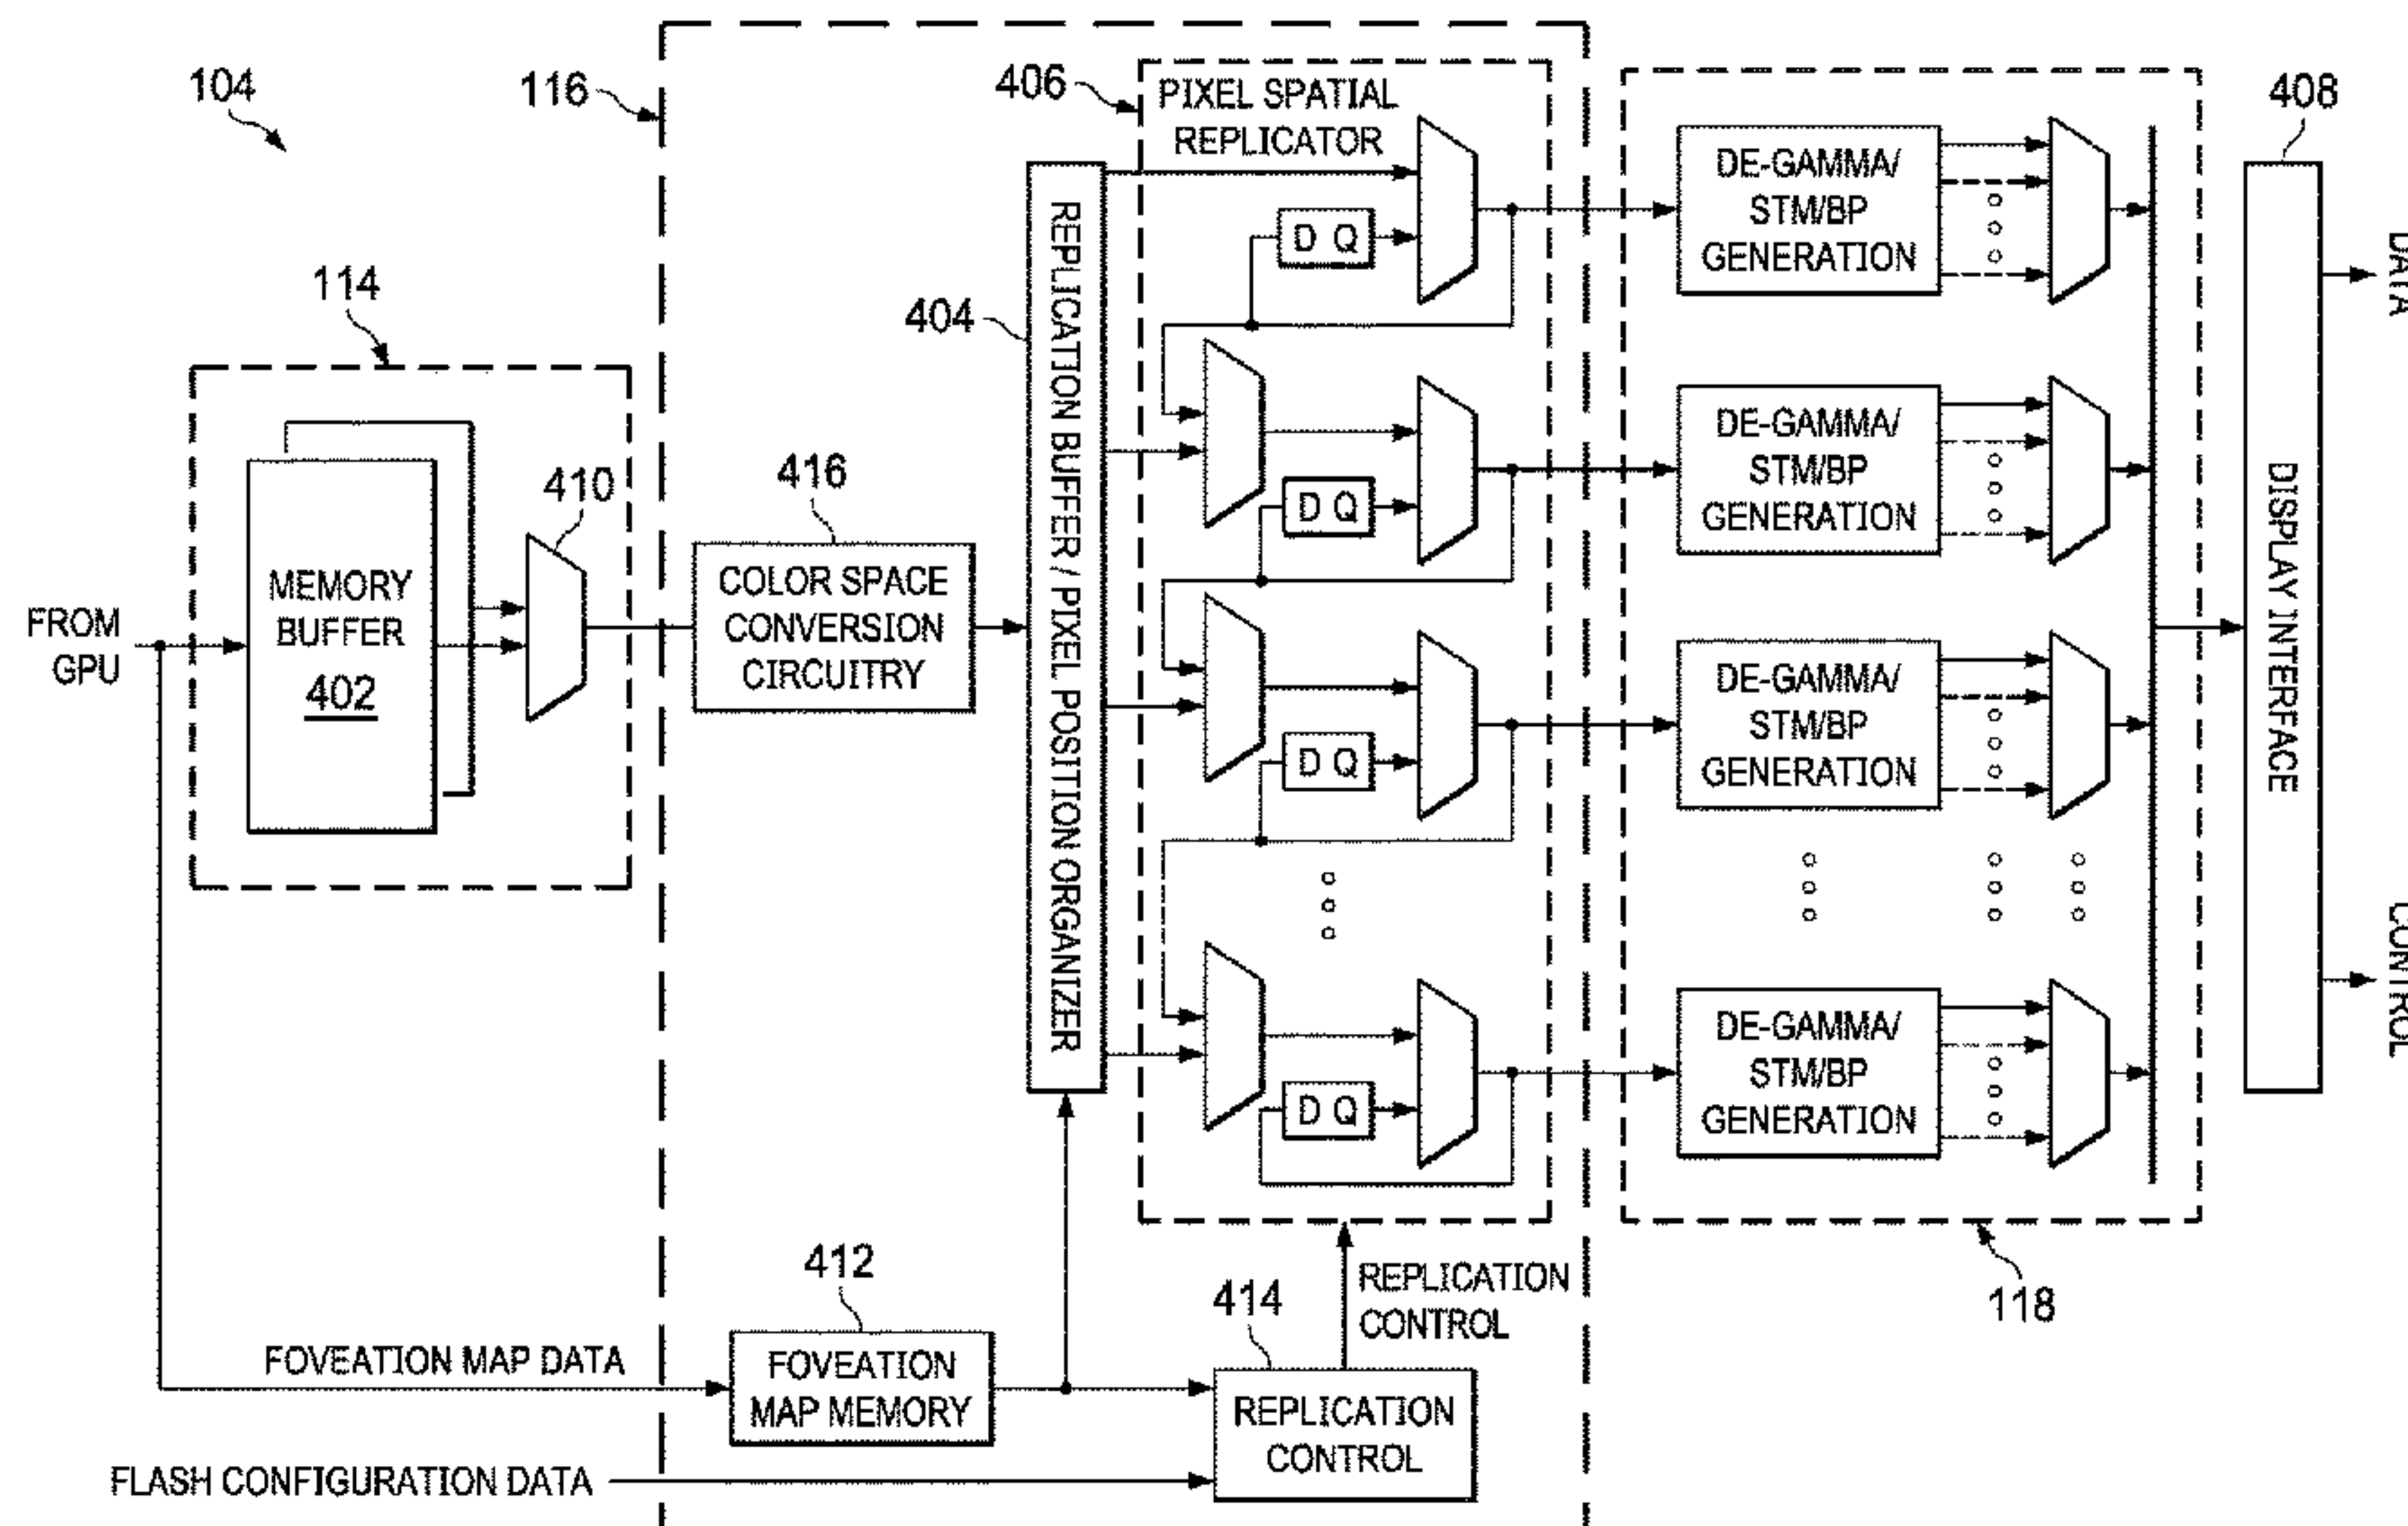 104
116
406
PIXEL SPATIAL
REPLICATOR
408
114
404
REPLICATION BUFFER / PIXEL POSITION ORGANIZER
D Q
DE-GAMMA/
STM/BP
GENERATION
DATA
410
416
MEMORY
BUFFER
402
FROM
GPU
COLOR SPACE
CONVERSION
CIRCUITRY
D Q
DE-GAMMA/
STM/BP
GENERATION
DISPLAY INTERFACE
D Q
DE-GAMMA/
STM/BP
GENERATION
CONTROL
D Q
DE-GAMMA/
STM/BP
GENERATION
412
414
REPLICATION
CONTROL
118
FOVEATION MAP DATA
FOVEATION
MAP MEMORY
REPLICATION
CONTROL
FLASH CONFIGURATION DATA